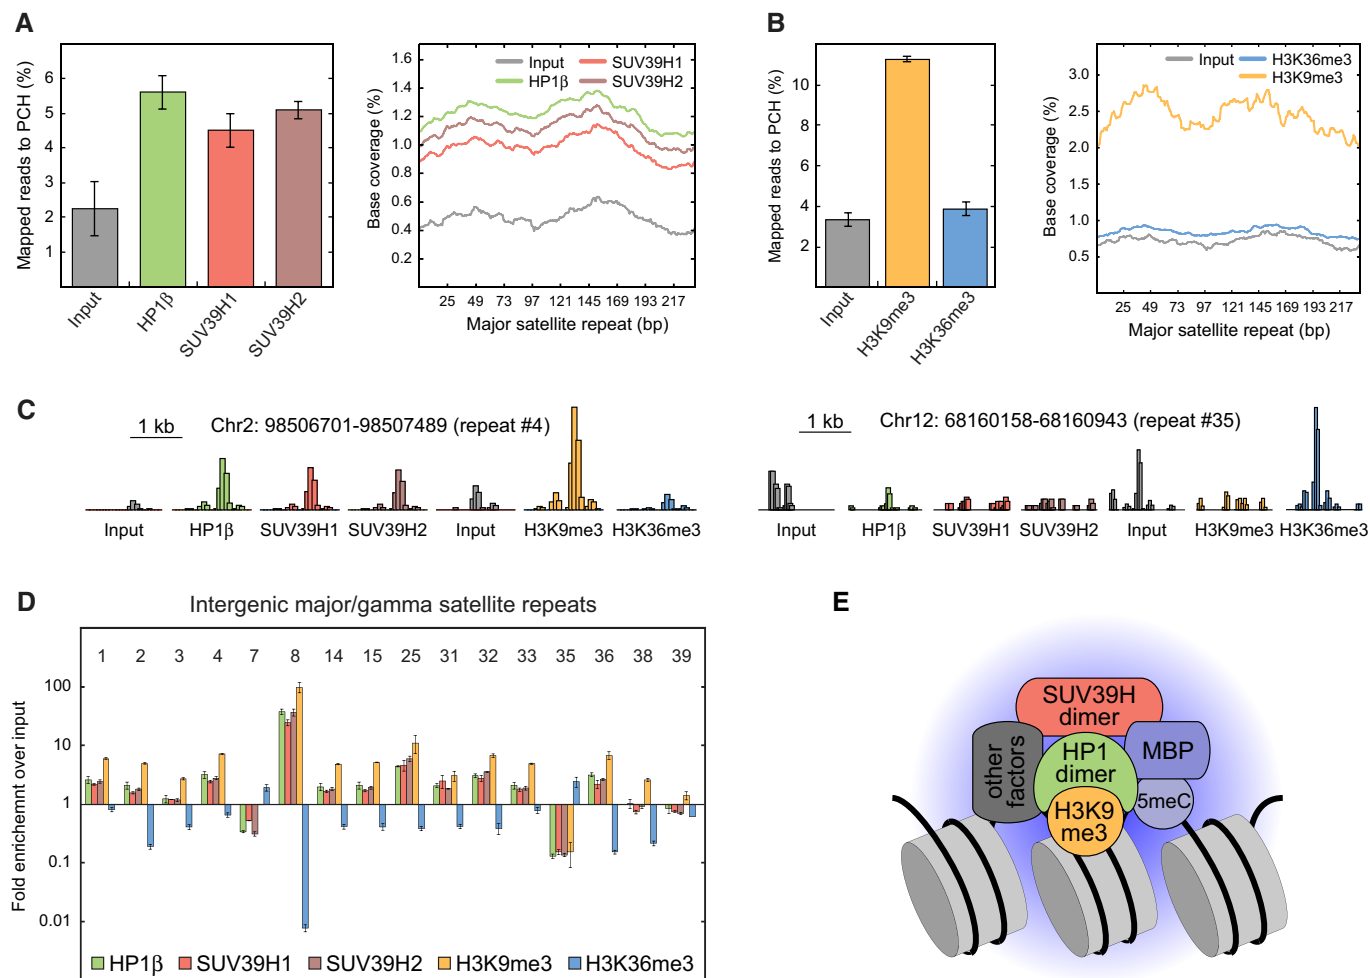 A
Mapped reads to PCH (%)
6
5
4
3
2
1
Input
HP1β
SUV39H1
SUV39H2
Base coverage (%)
1.6
1.4
1.2
1.0
0.8
0.6
0.4
0.2
Input SUV39H1
HP1β SUV39H2
25 49 73 97 121 145 169 193 217
Major satellite repeat (bp)
B
Mapped reads to PCH (%)
10
8
6
4
2
Input
H3K9me3
H3K36me3
Base coverage (%)
3.0
2.5
2.0
1.5
1.0
0.5
Input H3K36me3
H3K9me3
25 49 73 97 121 145 169 193 217
Major satellite repeat (bp)
C
1 kb
Chr2: 98506701-98507489 (repeat #4)
Input HP1β SUV39H1 SUV39H2 Input H3K9me3 H3K36me3
1 kb
Chr12: 68160158-68160943 (repeat #35)
Input HP1β SUV39H1 SUV39H2 Input H3K9me3 H3K36me3
D
Intergenic major/gamma satellite repeats
1 2 3 4 7 8 14 15 25 31 32 33 35 36 38 39
Fold enrichemnt over input
100
10
1
0.1
0.01
HP1β SUV39H1 SUV39H2 H3K9me3 H3K36me3
E
SUV39H
dimer
other
factors
HP1
dimer
MBP
5meC
H3K9
me3